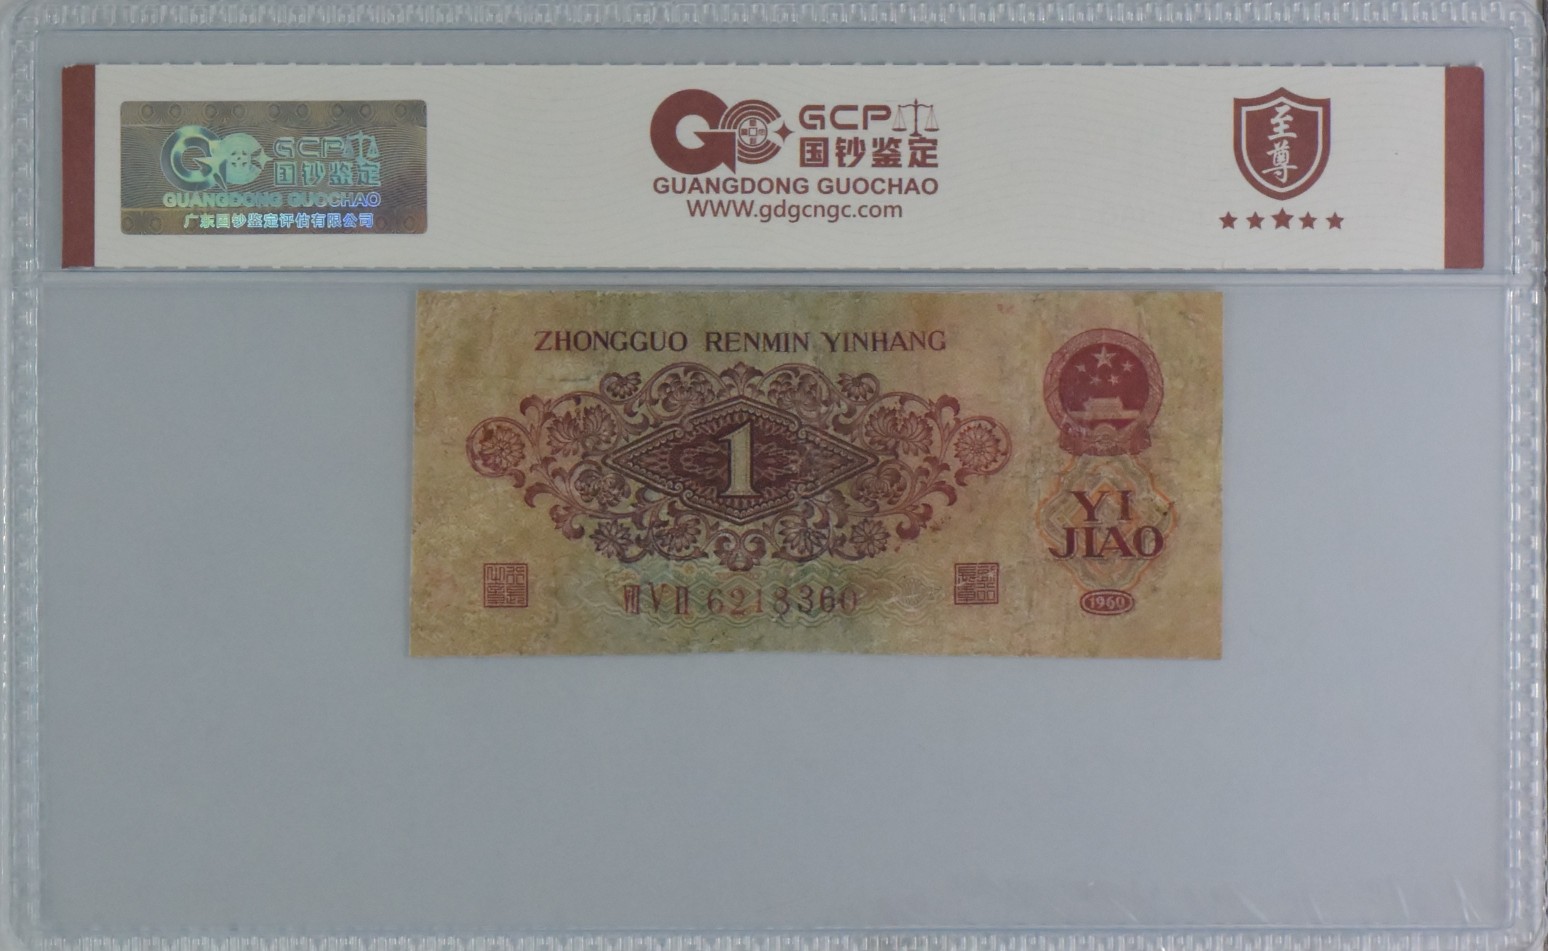 GCP
国钞鉴定
GUANGDONG GUOCHAO
广东国钞鉴定评估有限公司
GCP
国钞鉴定
GUANGDONG GUOCHAO
WWW.gdgcngc.com
至尊
ZHONGGUO RENMIN YINHANG
1
YI
JIAO
ⅧⅤⅡ 6218360
1960